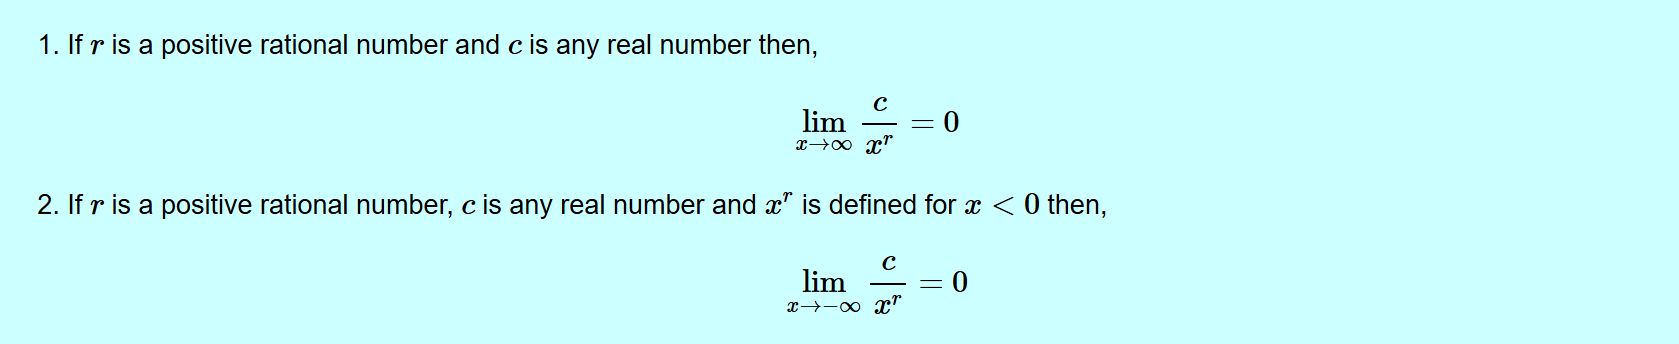 1. If r is a positive rational number and c is any real number then,
lim_{x→∞} c/x^r = 0
2. If r is a positive rational number, c is any real number and x^r is defined for x < 0 then,
lim_{x→−∞} c/x^r = 0